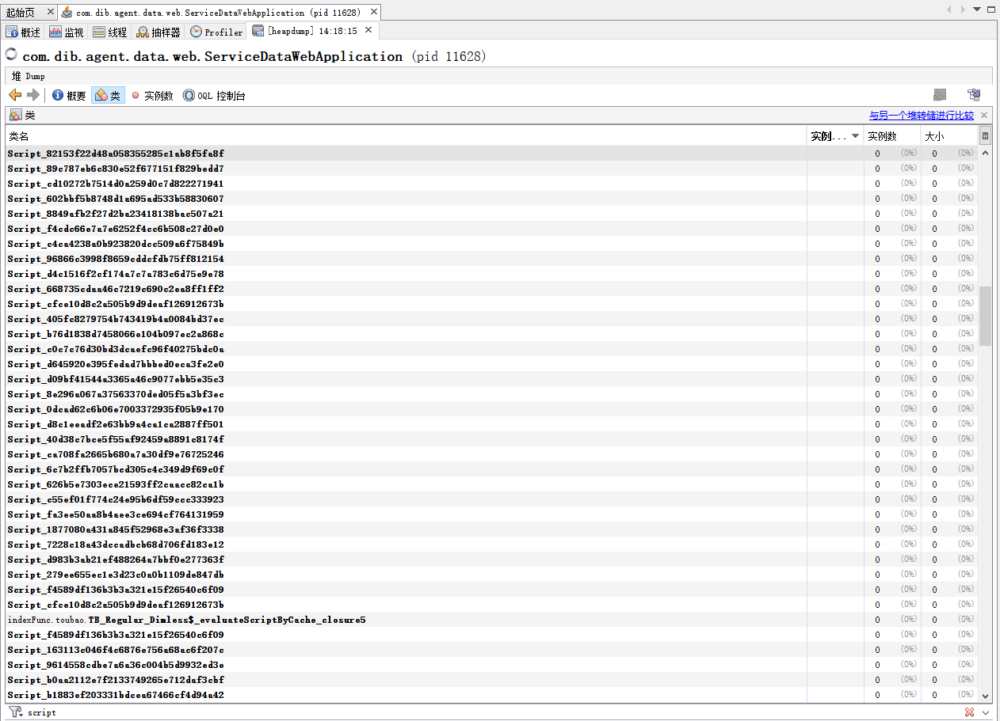 起始页 com.dib.agent.data.web.ServiceDataWebApplication (pid 11628)
概述 监视 线程 抽样器 Profiler [heapdump] 14:18:15
com.dib.agent.data.web.ServiceDataWebApplication (pid 11628)
堆 Dump
概要 类 实例数 OQL 控制台
类 与另一个堆转储进行比较
类名 实例... 实例数 大小
Script_82153f22d48a058355285c1ab8f5fa8f 0 (0%) 0 (0%)
Script_89c787eb6c830e52f677151f829bedd7 0 (0%) 0 (0%)
Script_cd10272b7514d0a259d0c7d822271941 0 (0%) 0 (0%)
Script_602bbf5b8748d1a695ad533b58830607 0 (0%) 0 (0%)
Script_8849afb2f27d2ba23418138bac507a21 0 (0%) 0 (0%)
Script_f4cdc66e7a7e6252f4cc6b508c27d0e0 0 (0%) 0 (0%)
Script_c4ca4238a0b923820dcc509a6f75849b 0 (0%) 0 (0%)
Script_96866c3998f8659cddcfdb75ff812154 0 (0%) 0 (0%)
Script_d4c1516f2cf174a7c7a783c6d75e9e78 0 (0%) 0 (0%)
Script_668735cdaa46c7219c690c2ea8ff1ff2 0 (0%) 0 (0%)
Script_cfce10d8c2a505b9d9deaf126912673b 0 (0%) 0 (0%)
Script_405fc8279754b743419b4a0084bd37ec 0 (0%) 0 (0%)
Script_b76d1838d7458066e104b097ec2a868c 0 (0%) 0 (0%)
Script_c0c7c76d30bd3dcaefc96f40275bdc0a 0 (0%) 0 (0%)
Script_d645920e395fedad7bbbed0eca3fe2e0 0 (0%) 0 (0%)
Script_d09bf41544a3365a46c9077ebb5e35c3 0 (0%) 0 (0%)
Script_8e296a067a37563370ded05f5a3bf3ec 0 (0%) 0 (0%)
Script_0dcad62c6b06e7003372935f05b9e170 0 (0%) 0 (0%)
Script_d8c1eeadf2e63bb9a4ca1ca2887ff501 0 (0%) 0 (0%)
Script_40d38c7bce5f55af92459a8891c8174f 0 (0%) 0 (0%)
Script_ca708fa2665b680a7a30df9e76725246 0 (0%) 0 (0%)
Script_6c7b2ffb7057bcd305c4c349d9f69c0f 0 (0%) 0 (0%)
Script_626b5e7303ece21593ff2caacc82ca1b 0 (0%) 0 (0%)
Script_c55ef01f774c24e95b6df59ccc333923 0 (0%) 0 (0%)
Script_fa3ee50aa8b4aee3ce694cf764131959 0 (0%) 0 (0%)
Script_1877080a431a845f52968e3af36f3338 0 (0%) 0 (0%)
Script_7228c18a43dccadbcb68d706fd183e12 0 (0%) 0 (0%)
Script_d983b3ab21ef488264a7bbf0e277363f 0 (0%) 0 (0%)
Script_279ee655ec1e3d23c0a0b1109de847db 0 (0%) 0 (0%)
Script_f4589df136b3b3a321e15f26540c6f09 0 (0%) 0 (0%)
Script_cfce10d8c2a505b9d9deaf126912673b 0 (0%) 0 (0%)
indexFunc.toubao.TB_Regular_Dimless$_evaluateScriptByCache_closure5 0 (0%) 0 (0%)
Script_f4589df136b3b3a321e15f26540c6f09 0 (0%) 0 (0%)
Script_163113c046f4c6876e756a68ac6f207c 0 (0%) 0 (0%)
Script_9614558cdbe7a6a36c004b5d9932ed3e 0 (0%) 0 (0%)
Script_b0aa2112e7f2133749265e712daf3cbf 0 (0%) 0 (0%)
Script_b1883ef203331bdcea67466cf4d94a42 0 (0%) 0 (0%)
script